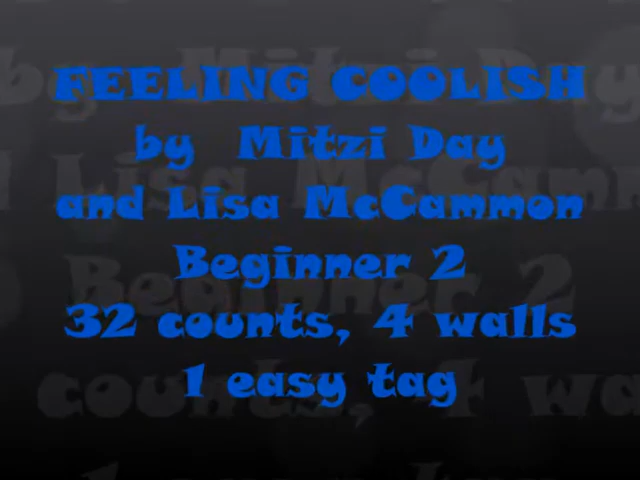 FEELING COOLISH
by Mitzi Day
and Lisa McCammon
Beginner 2
32 counts, 4 walls
1 easy tag